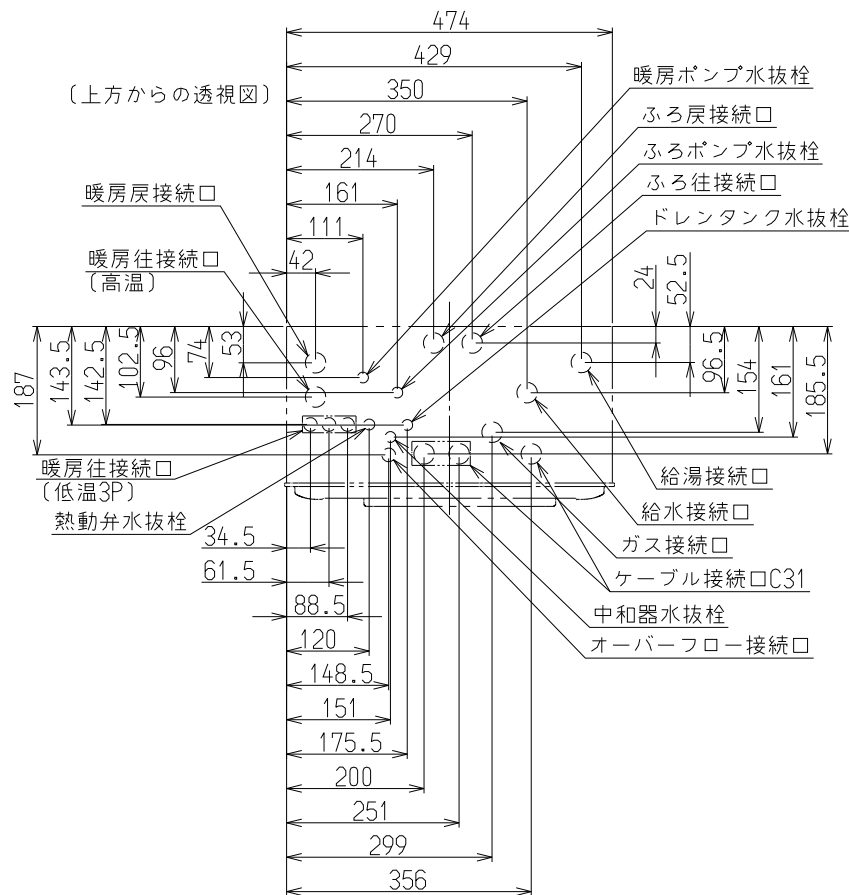 474
429
〔上方からの透視図〕
350
270
214
161
111
42
暖房ポンプ水抜栓
ふろ戻接続口
ふろポンプ水抜栓
ふろ往接続口
ドレンタンク水抜栓
暖房戻接続口
暖房往接続口
〔高温〕
24
52.5
187
143.5
142.5
102.5
96
74
53
96.5
154
161
185.5
暖房往接続口
〔低温3P〕
熱動弁水抜栓
給湯接続口
給水接続口
ガス接続口
ケーブル接続口C31
中和器水抜栓
オーバーフロー接続口
34.5
61.5
88.5
120
148.5
151
175.5
200
251
299
356